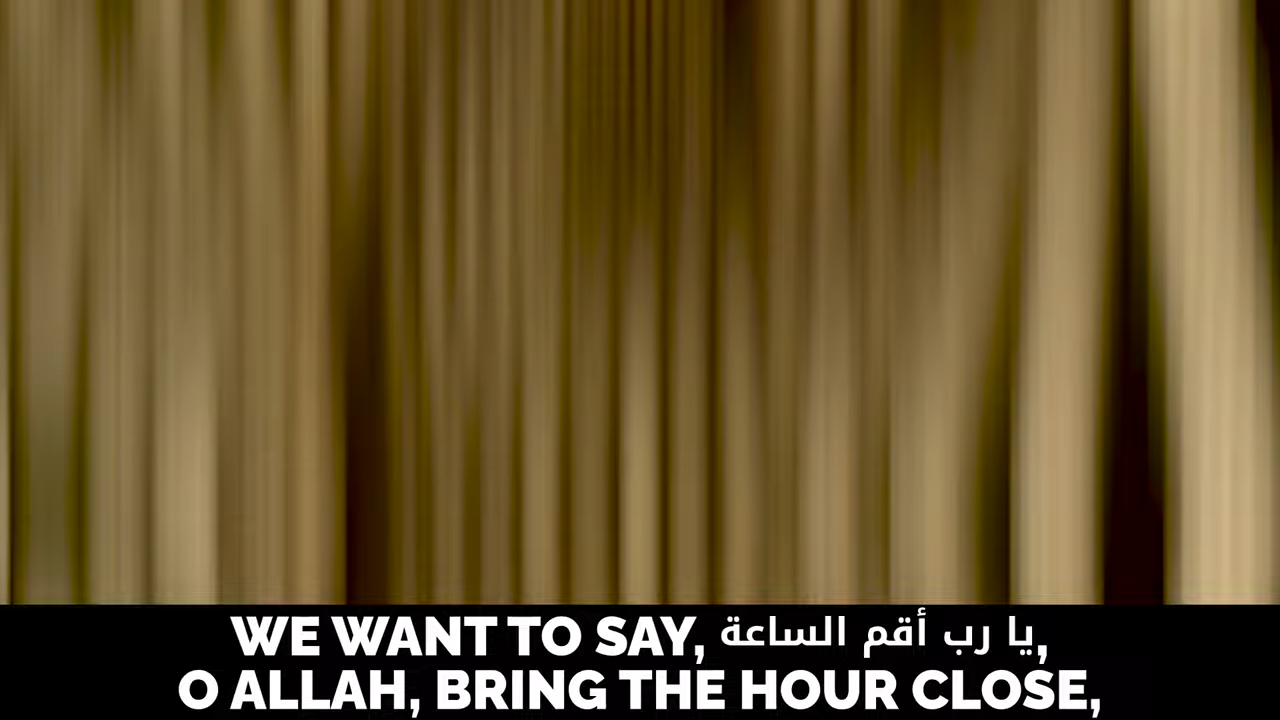 WE WANT TO SAY, يا رب أقم الساعة,
O ALLAH, BRING THE HOUR CLOSE,